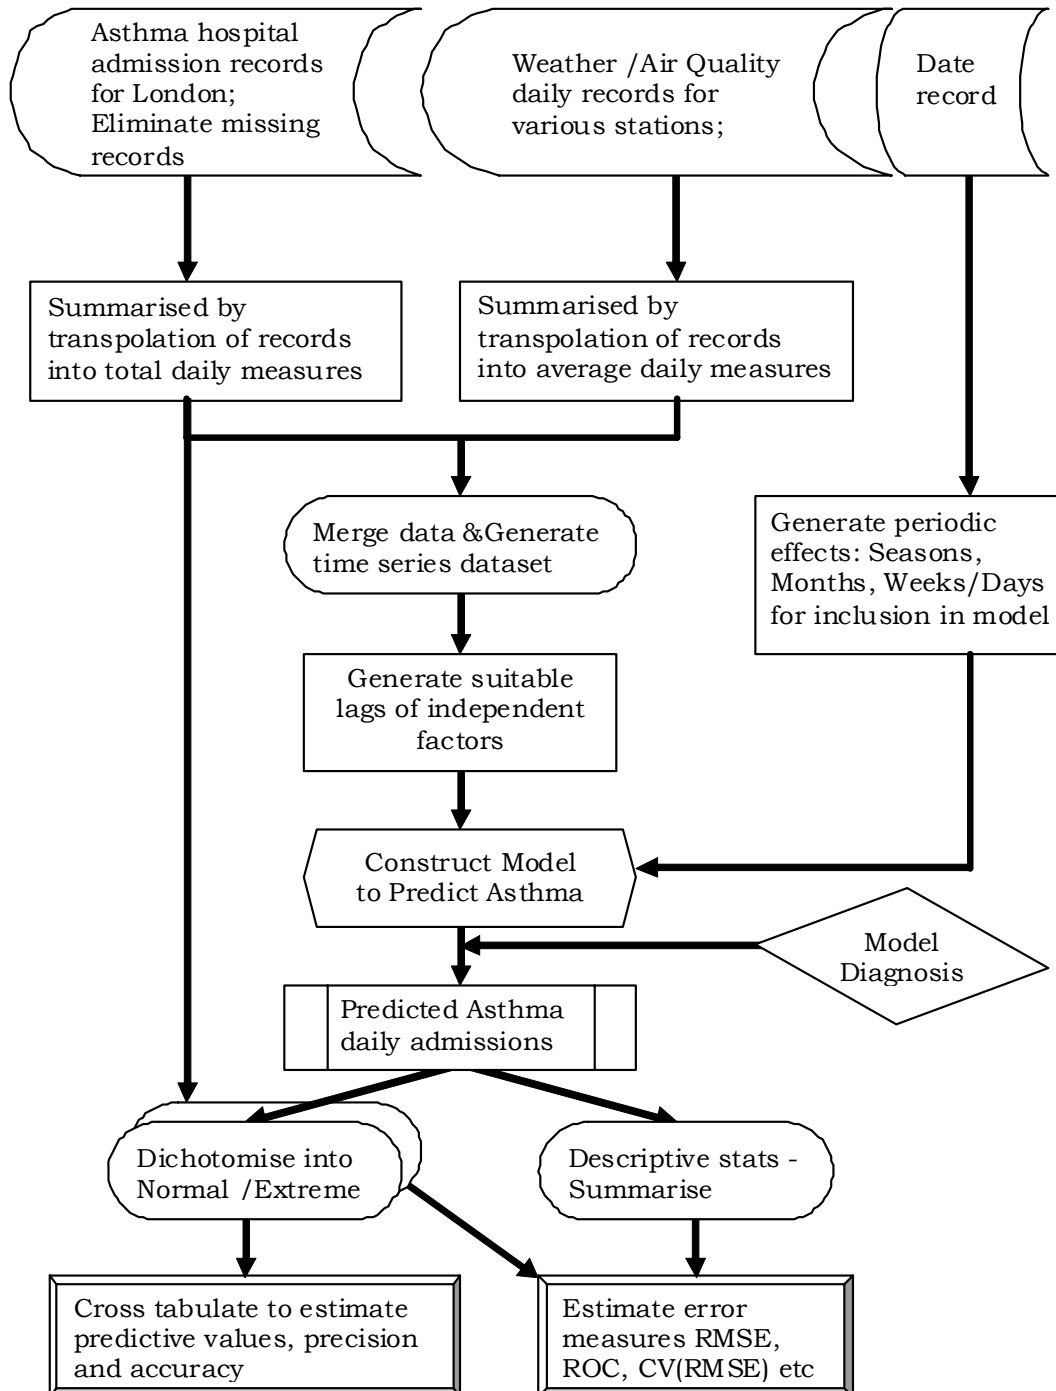 Asthma hospital
admission records
for London;
Eliminate missing
records
Weather /Air Quality
daily records for
various stations;
Date
record
Summarised by
transpolation of records
into total daily measures
Summarised by
transpolation of records
into average daily measures
Merge data &Generate
time series dataset
Generate periodic
effects: Seasons,
Months, Weeks/Days
for inclusion in model
Generate suitable
lags of independent
factors
Construct Model
to Predict Asthma
Model
Diagnosis
Predicted Asthma
daily admissions
Dichotomise into
Normal /Extreme
Descriptive stats -
Summarise
Cross tabulate to estimate
predictive values, precision
and accuracy
Estimate error
measures RMSE,
ROC, CV(RMSE) etc